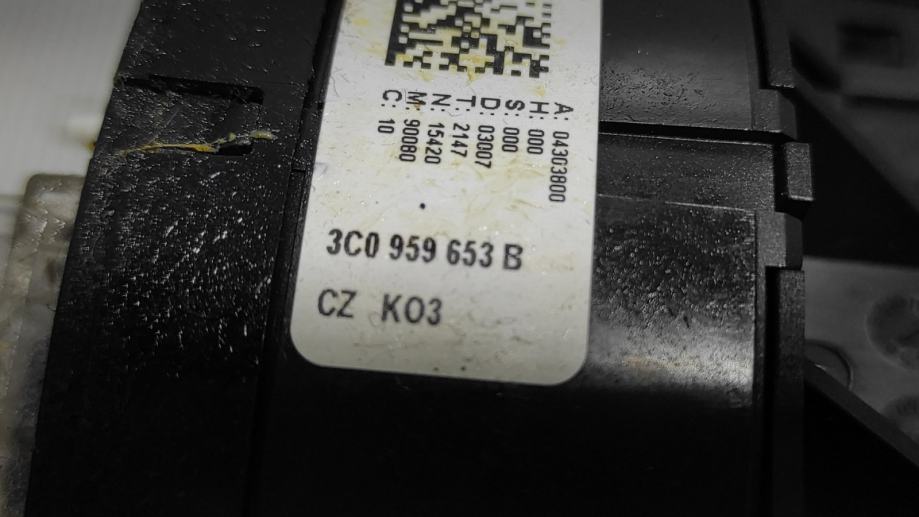 A: 04303800
H: 000
S: 000
D: 03007
T: 2147
N: 15420
M: 90080
C: 10
3C0 959 653 B
CZ KO3